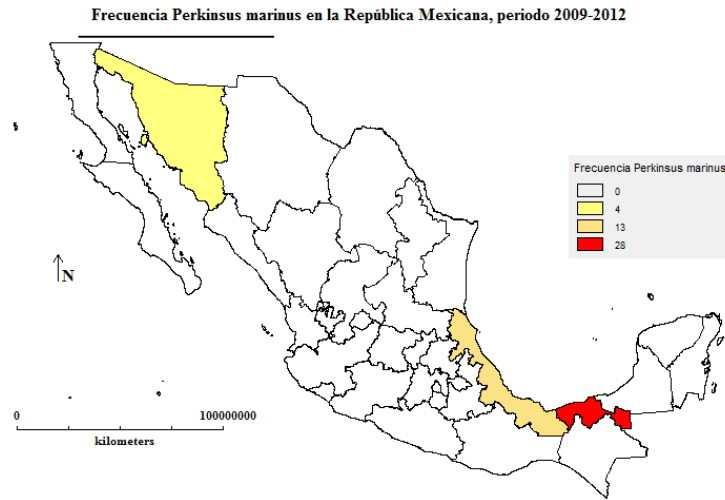 Frecuencia Perkinsus marinus en la República Mexicana, periodo 2009-2012
Frecuencia Perkinsus marinus
0
4
13
28
N
0 100000000
kilometers